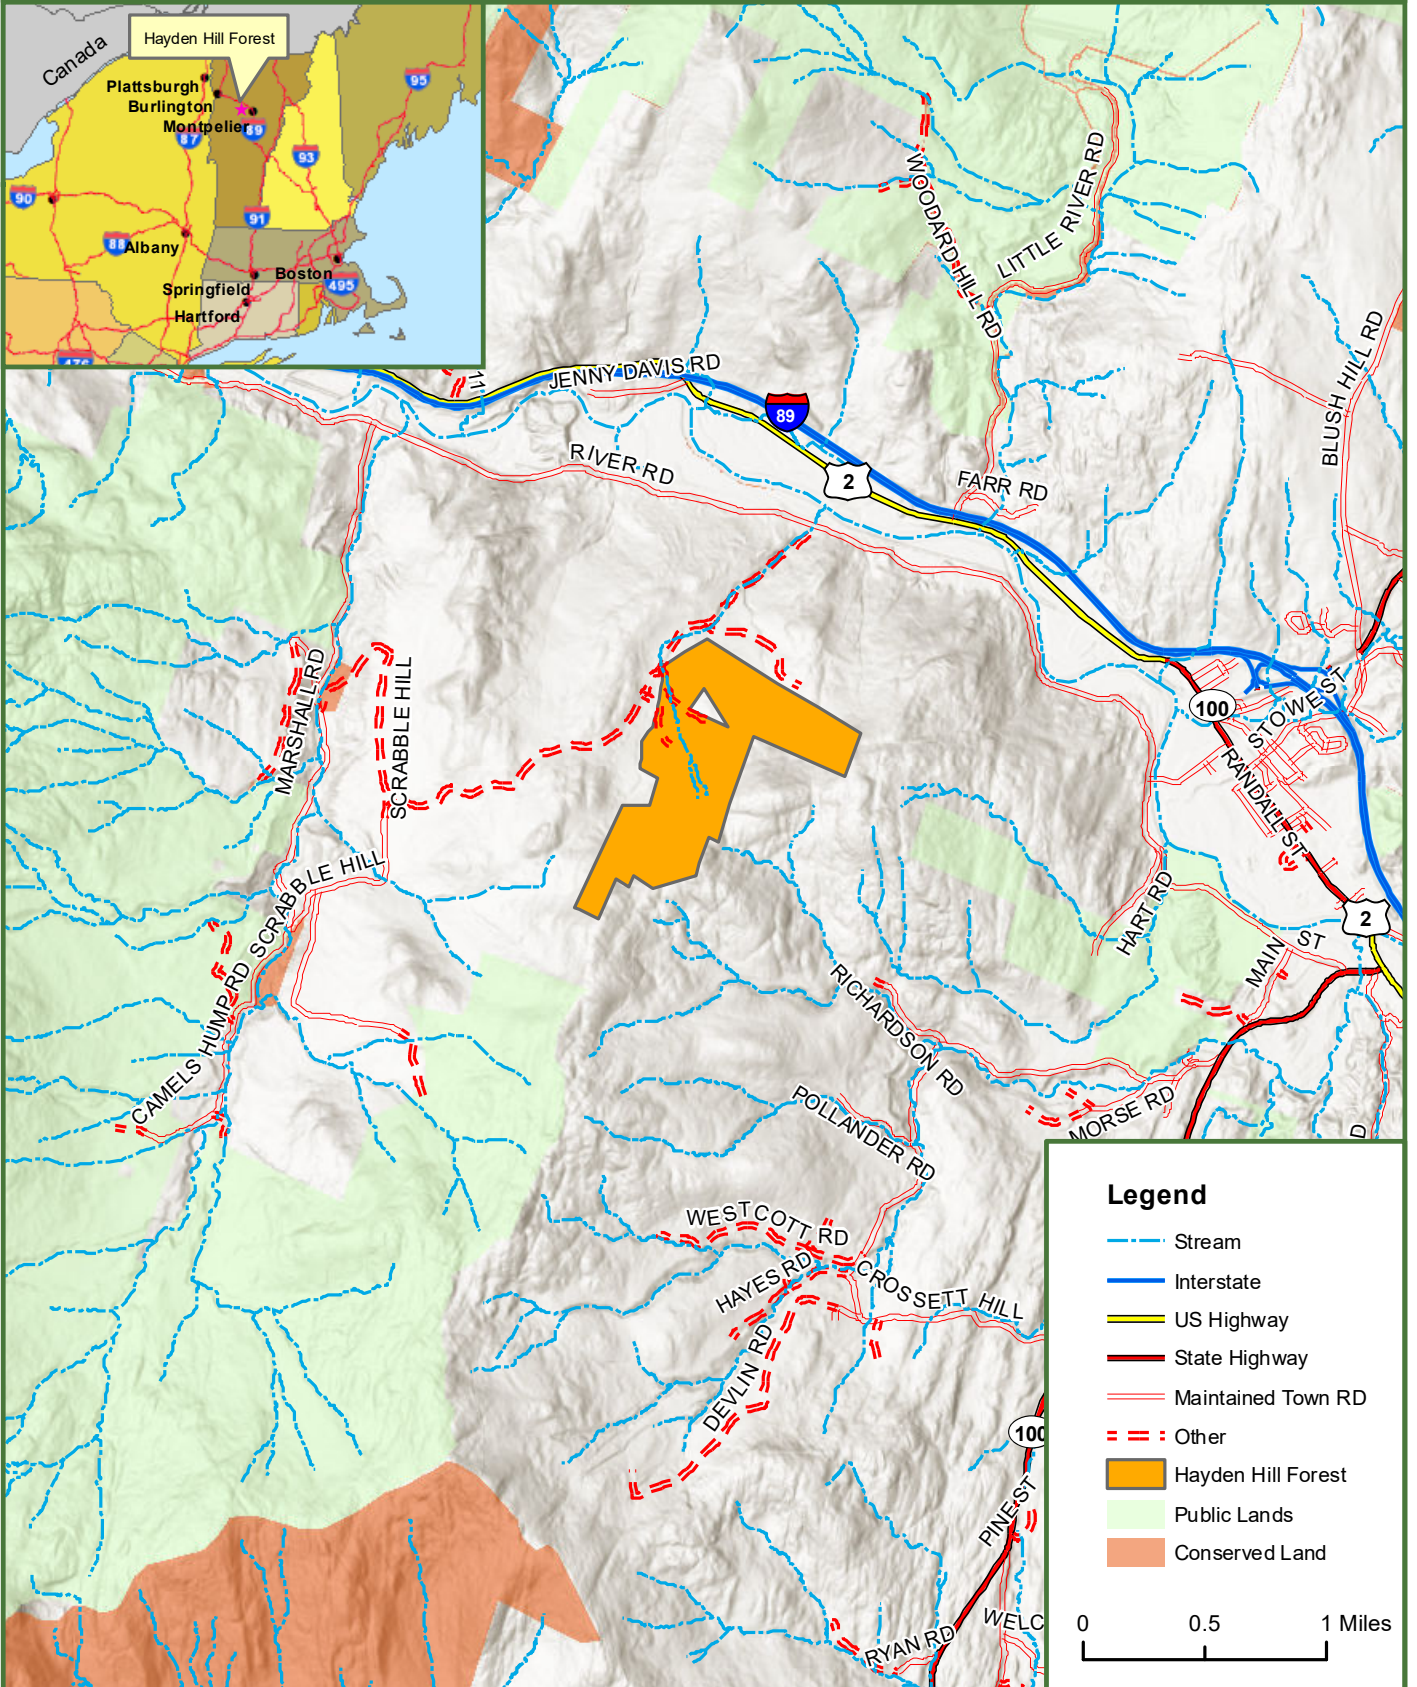 Hayden Hill Forest
Canada
95
Plattsburgh
Burlington
Montpelier
89
87
93
90
91
88
Albany
Boston
495
Springfield
Hartford
WOODARD HILL RD
LITTLE RIVER RD
BLUSH HILL RD
11
JENNY DAVIS RD
89
RIVER RD
2
FARR RD
MARSHALL RD
SCRABBLE HILL
100
STOWE ST
RANDALL ST
SCRABBLE HILL
HART RD
2
MAIN ST
CAMELS HUMP RD
RICHARDSON RD
POLLANDER RD
MORSE RD
D
WESTCOTT RD
HAYES RD
CROSSETT HILL
DEVLIN RD
100
PINE ST
RYAN RD
WELC
Legend
Stream
Interstate
US Highway
State Highway
Maintained Town RD
Other
Hayden Hill Forest
Public Lands
Conserved Land
0 0.5 1 Miles